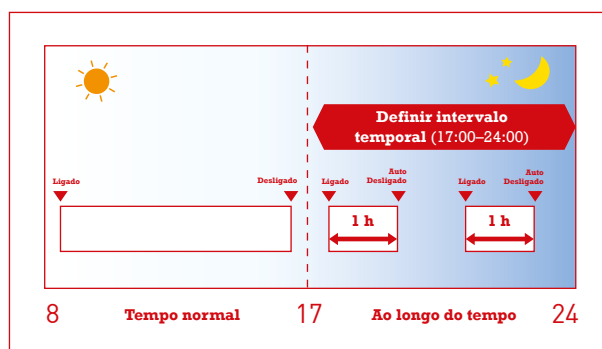 Definir intervalo
temporal (17:00–24:00)
Ligado
Desligado
Ligado
Auto
Desligado
Ligado
Auto
Desligado
1 h
1 h
8
Tempo normal
17
Ao longo do tempo
24